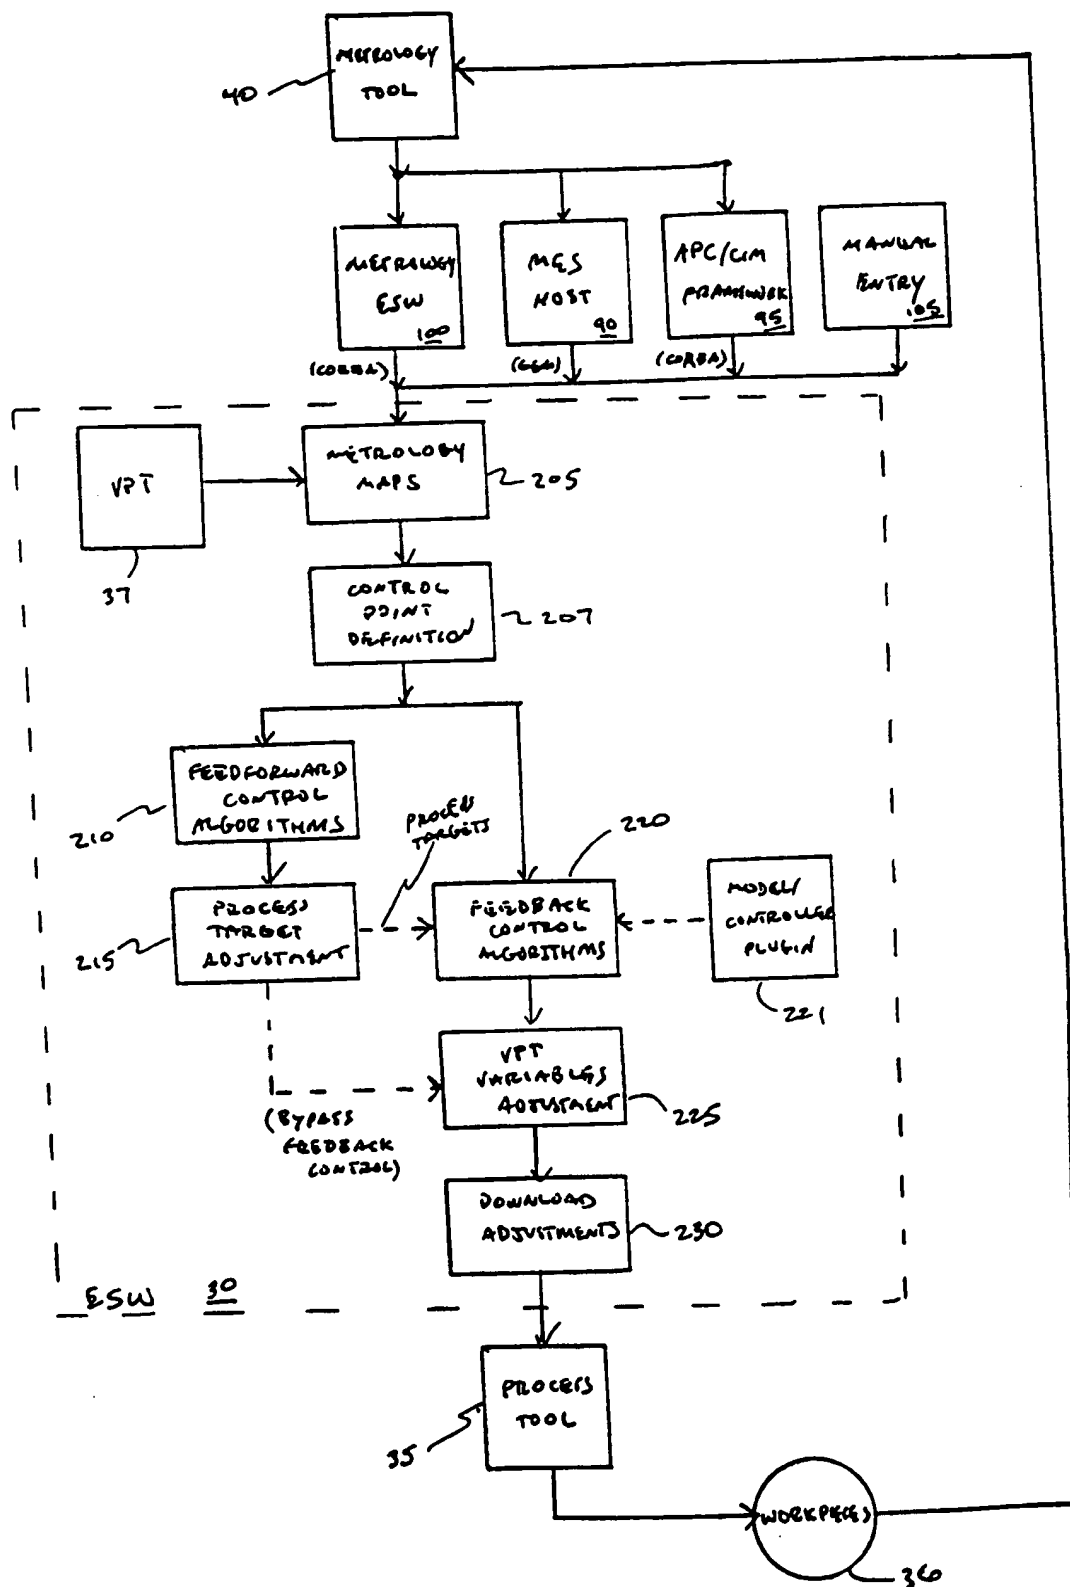 METROLOGY
TOOL
40
METROLOGY
ESW
100
MES
HOST
90
APC/CIM
FRAMEWORK
95
MANUAL
ENTRY
105
(CORBA)
(GEM)
(CORBA)
VPT
37
METROLOGY
MAPS
205
CONTROL
POINT
DEFINITION
207
FEEDFORWARD
CONTROL
ALGORITHMS
210
PROCESS
TARGETS
220
PROCESS
TARGET
ADJUSTMENT
215
FEEDBACK
CONTROL
ALGORITHMS
MODEL/
CONTROLLER
PLUGIN
221
VPT
VARIABLES
ADJUSTMENT
225
(BYPASS
FEEDBACK
CONTROL)
DOWNLOAD
ADJUSTMENTS
230
ESW 30
PROCESS
TOOL
35
WORKPIECES
36